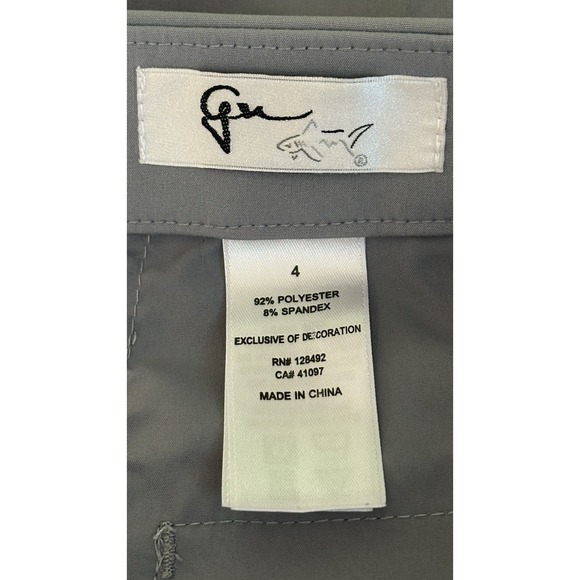 ®
4
92% POLYESTER
8% SPANDEX
EXCLUSIVE OF DECORATION
RN# 128492
CA# 41097
MADE IN CHINA